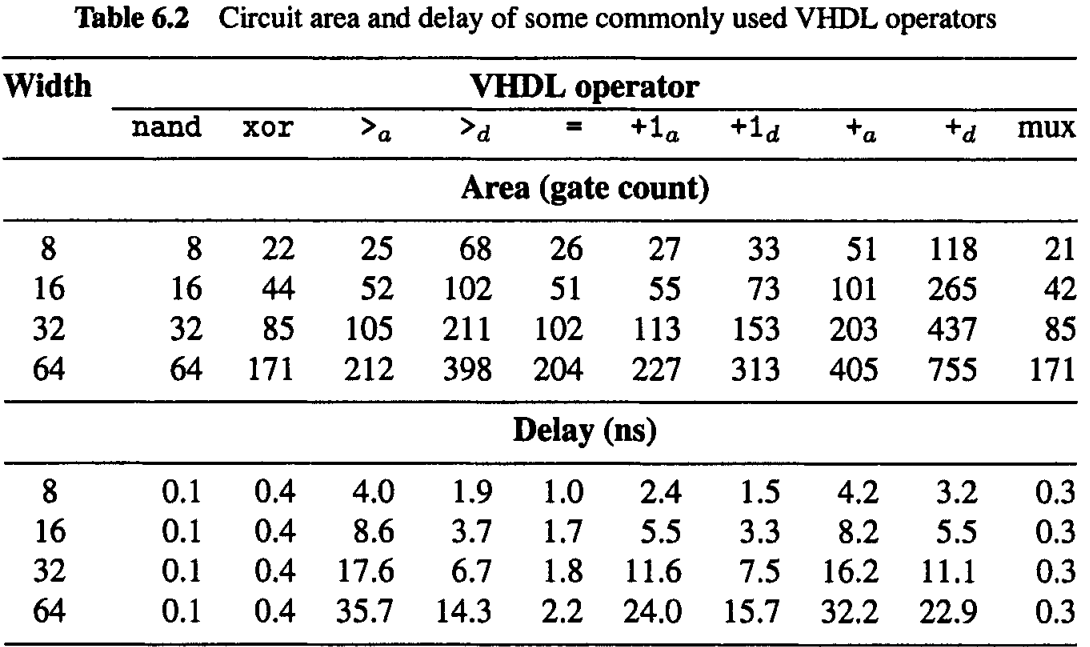 Table 6.2 Circuit area and delay of some commonly used VHDL operators
Width VHDL operator
nand xor >a >d = +1a +1d +a +d mux
Area (gate count)
8 8 22 25 68 26 27 33 51 118 21
16 16 44 52 102 51 55 73 101 265 42
32 32 85 105 211 102 113 153 203 437 85
64 64 171 212 398 204 227 313 405 755 171
Delay (ns)
8 0.1 0.4 4.0 1.9 1.0 2.4 1.5 4.2 3.2 0.3
16 0.1 0.4 8.6 3.7 1.7 5.5 3.3 8.2 5.5 0.3
32 0.1 0.4 17.6 6.7 1.8 11.6 7.5 16.2 11.1 0.3
64 0.1 0.4 35.7 14.3 2.2 24.0 15.7 32.2 22.9 0.3